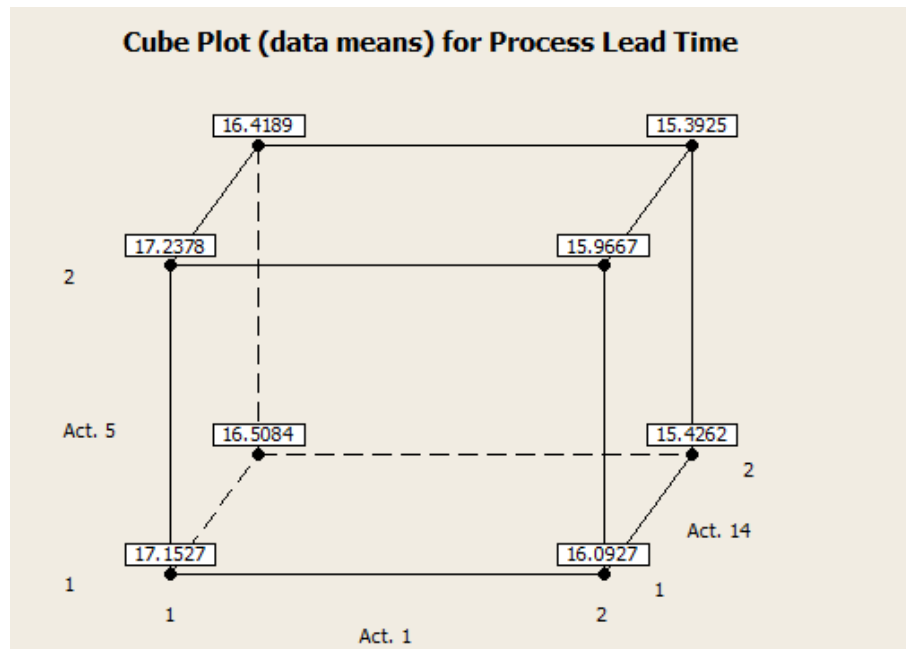 Cube Plot (data means) for Process Lead Time
16.4189 15.3925
17.2378 15.9667
2
Act. 5
16.5084 15.4262
2
Act. 14
17.1527 16.0927
1 1
1 2
Act. 1